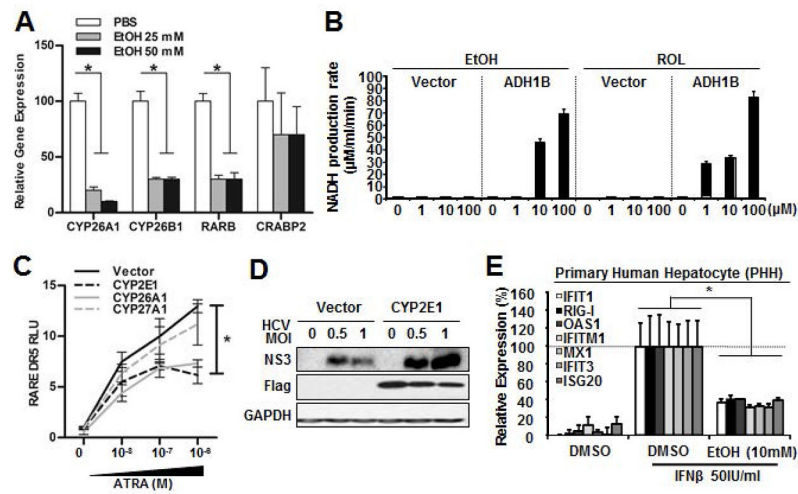 A
PBS
EtOH 25 mM
EtOH 50 mM
Relative Gene Expression
150
100
50
0
* * *
CYP26A1 CYP26B1 RARB CRABP2
B
EtOH ROL
Vector ADH1B Vector ADH1B
NADH production rate
(µM/ml/min)
90
80
70
60
50
40
30
20
10
0
0 1 10 100 0 1 10 100 0 1 10 100 0 1 10 100 (µM)
C
Vector
CYP2E1
CYP26A1
CYP27A1
RARE DR5 RLU
15
10
5
0
*
0 10-8 10-7 10-6
ATRA (M)
D
Vector CYP2E1
HCV
MOI
0 0.5 1 0 0.5 1
NS3
Flag
GAPDH
E
Primary Human Hepatocyte (PHH)
IFIT1
RIG-I
OAS1
IFITM1
MX1
IFIT3
ISG20
Relative Expression (%)
160
140
120
100
80
60
40
20
0
*
DMSO DMSO EtOH (10mM)
IFNβ 50IU/ml